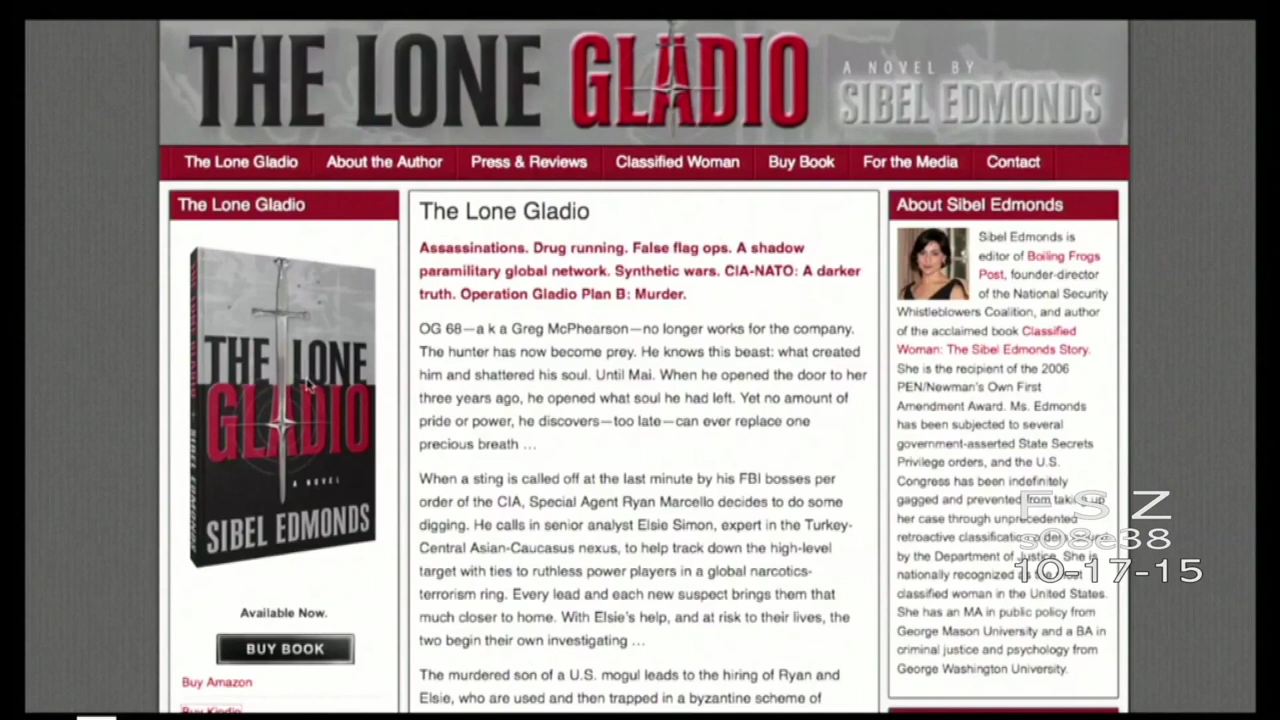 THE LONE GLADIO
A NOVEL BY
SIBEL EDMONDS
The Lone Gladio
About the Author
Press & Reviews
Classified Woman
Buy Book
For the Media
Contact
The Lone Gladio
THE LONE
GLADIO
A NOVEL
SIBEL EDMONDS
Available Now.
BUY BOOK
Buy Amazon
Buy Kindle
The Lone Gladio
Assassinations. Drug running. False flag ops. A shadow
paramilitary global network. Synthetic wars. CIA-NATO: A darker
truth. Operation Gladio Plan B: Murder.
OG 68—a k a Greg McPhearson—no longer works for the company.
The hunter has now become prey. He knows this beast: what created
him and shattered his soul. Until Mai. When he opened the door to her
three years ago, he opened what soul he had left. Yet no amount of
pride or power, he discovers—too late—can ever replace one
precious breath …
When a sting is called off at the last minute by his FBI bosses per
order of the CIA, Special Agent Ryan Marcello decides to do some
digging. He calls in senior analyst Elsie Simon, expert in the Turkey-
Central Asian-Caucasus nexus, to help track down the high-level
target with ties to ruthless power players in a global narcotics-
terrorism ring. Every lead and each new suspect brings them that
much closer to home. With Elsie's help, and at risk to their lives, the
two begin their own investigating …
The murdered son of a U.S. mogul leads to the hiring of Ryan and
Elsie, who are used and then trapped in a byzantine scheme of
About Sibel Edmonds
Sibel Edmonds is
editor of Boiling Frogs
Post, founder-director
of the National Security
Whistleblowers Coalition, and author
of the acclaimed book Classified
Woman: The Sibel Edmonds Story.
She is the recipient of the 2006
PEN/Newman's Own First
Amendment Award. Ms. Edmonds
has been subjected to several
government-asserted State Secrets
Privilege orders, and the U.S.
Congress has been indefinitely
gagged and prevented from taking up
her case through unprecedented
retroactive classification
by the Department of Justice. She is
nationally recognized as the most
classified woman in the United States.
She has an MA in public policy from
George Mason University and a BA in
criminal justice and psychology from
George Washington University.
F S Z
s08e38
10-17-15